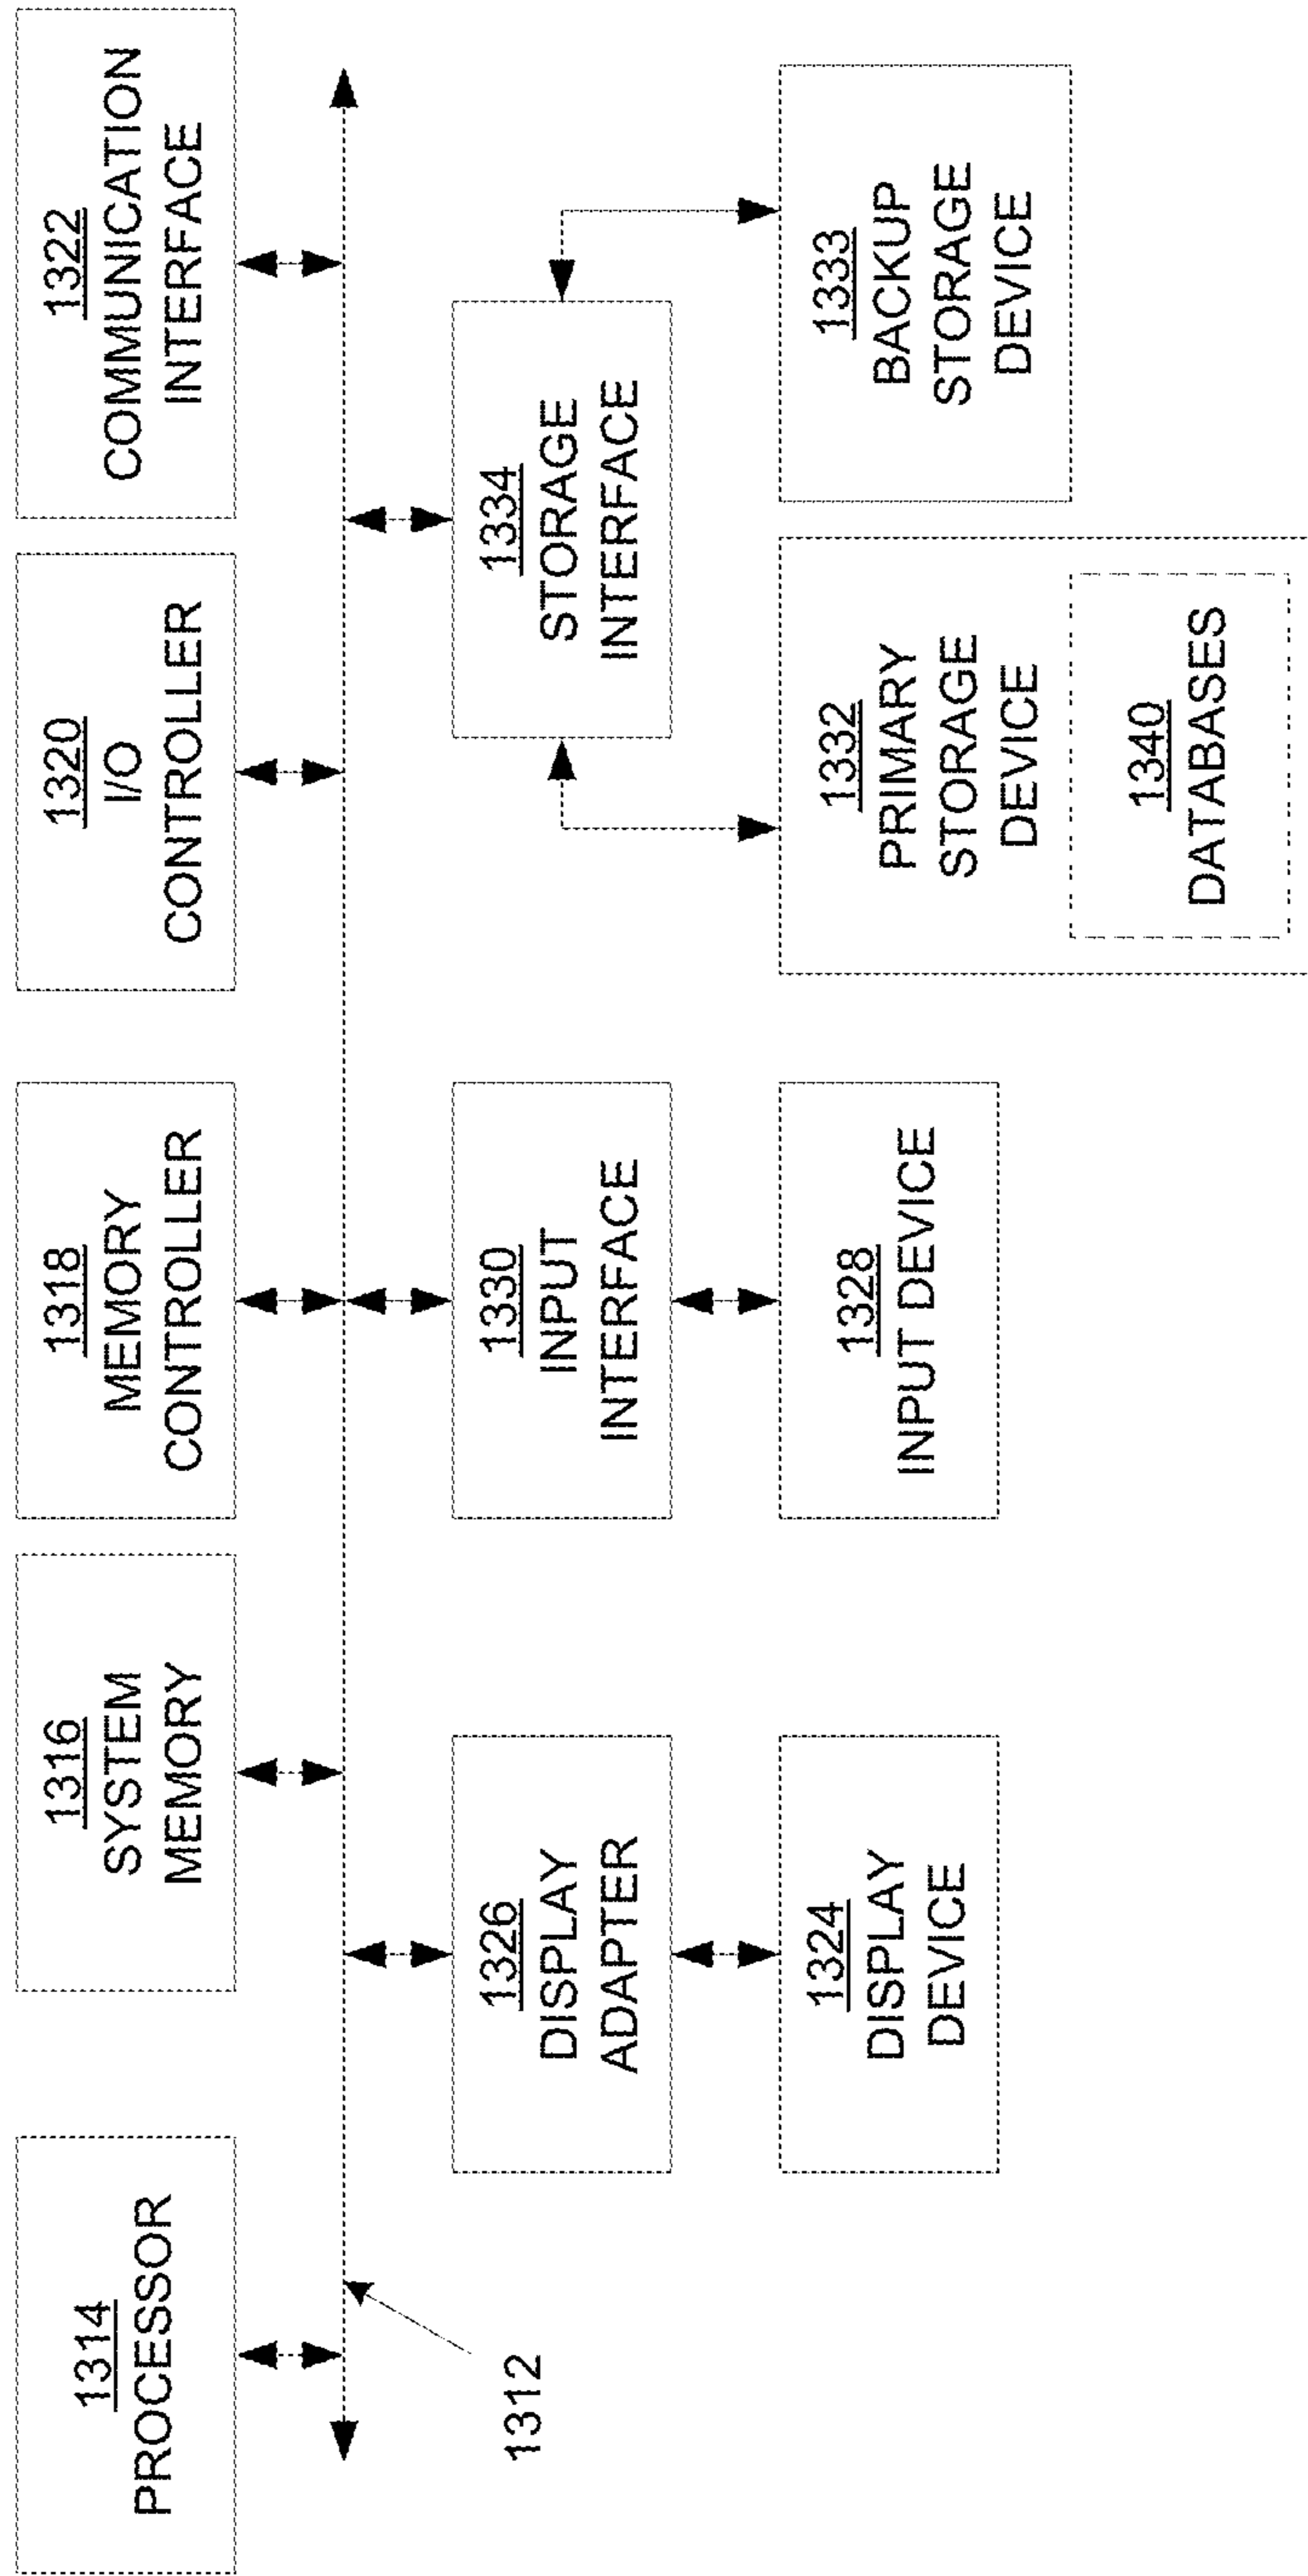 1314
PROCESSOR
1316
SYSTEM
MEMORY
1318
MEMORY
CONTROLLER
1320
I/O
CONTROLLER
1322
COMMUNICATION
INTERFACE
1312
1326
DISPLAY
ADAPTER
1330
INPUT
INTERFACE
1334
STORAGE
INTERFACE
1324
DISPLAY
DEVICE
1328
INPUT DEVICE
1332
PRIMARY
STORAGE
DEVICE
1340
DATABASES
1333
BACKUP
STORAGE
DEVICE